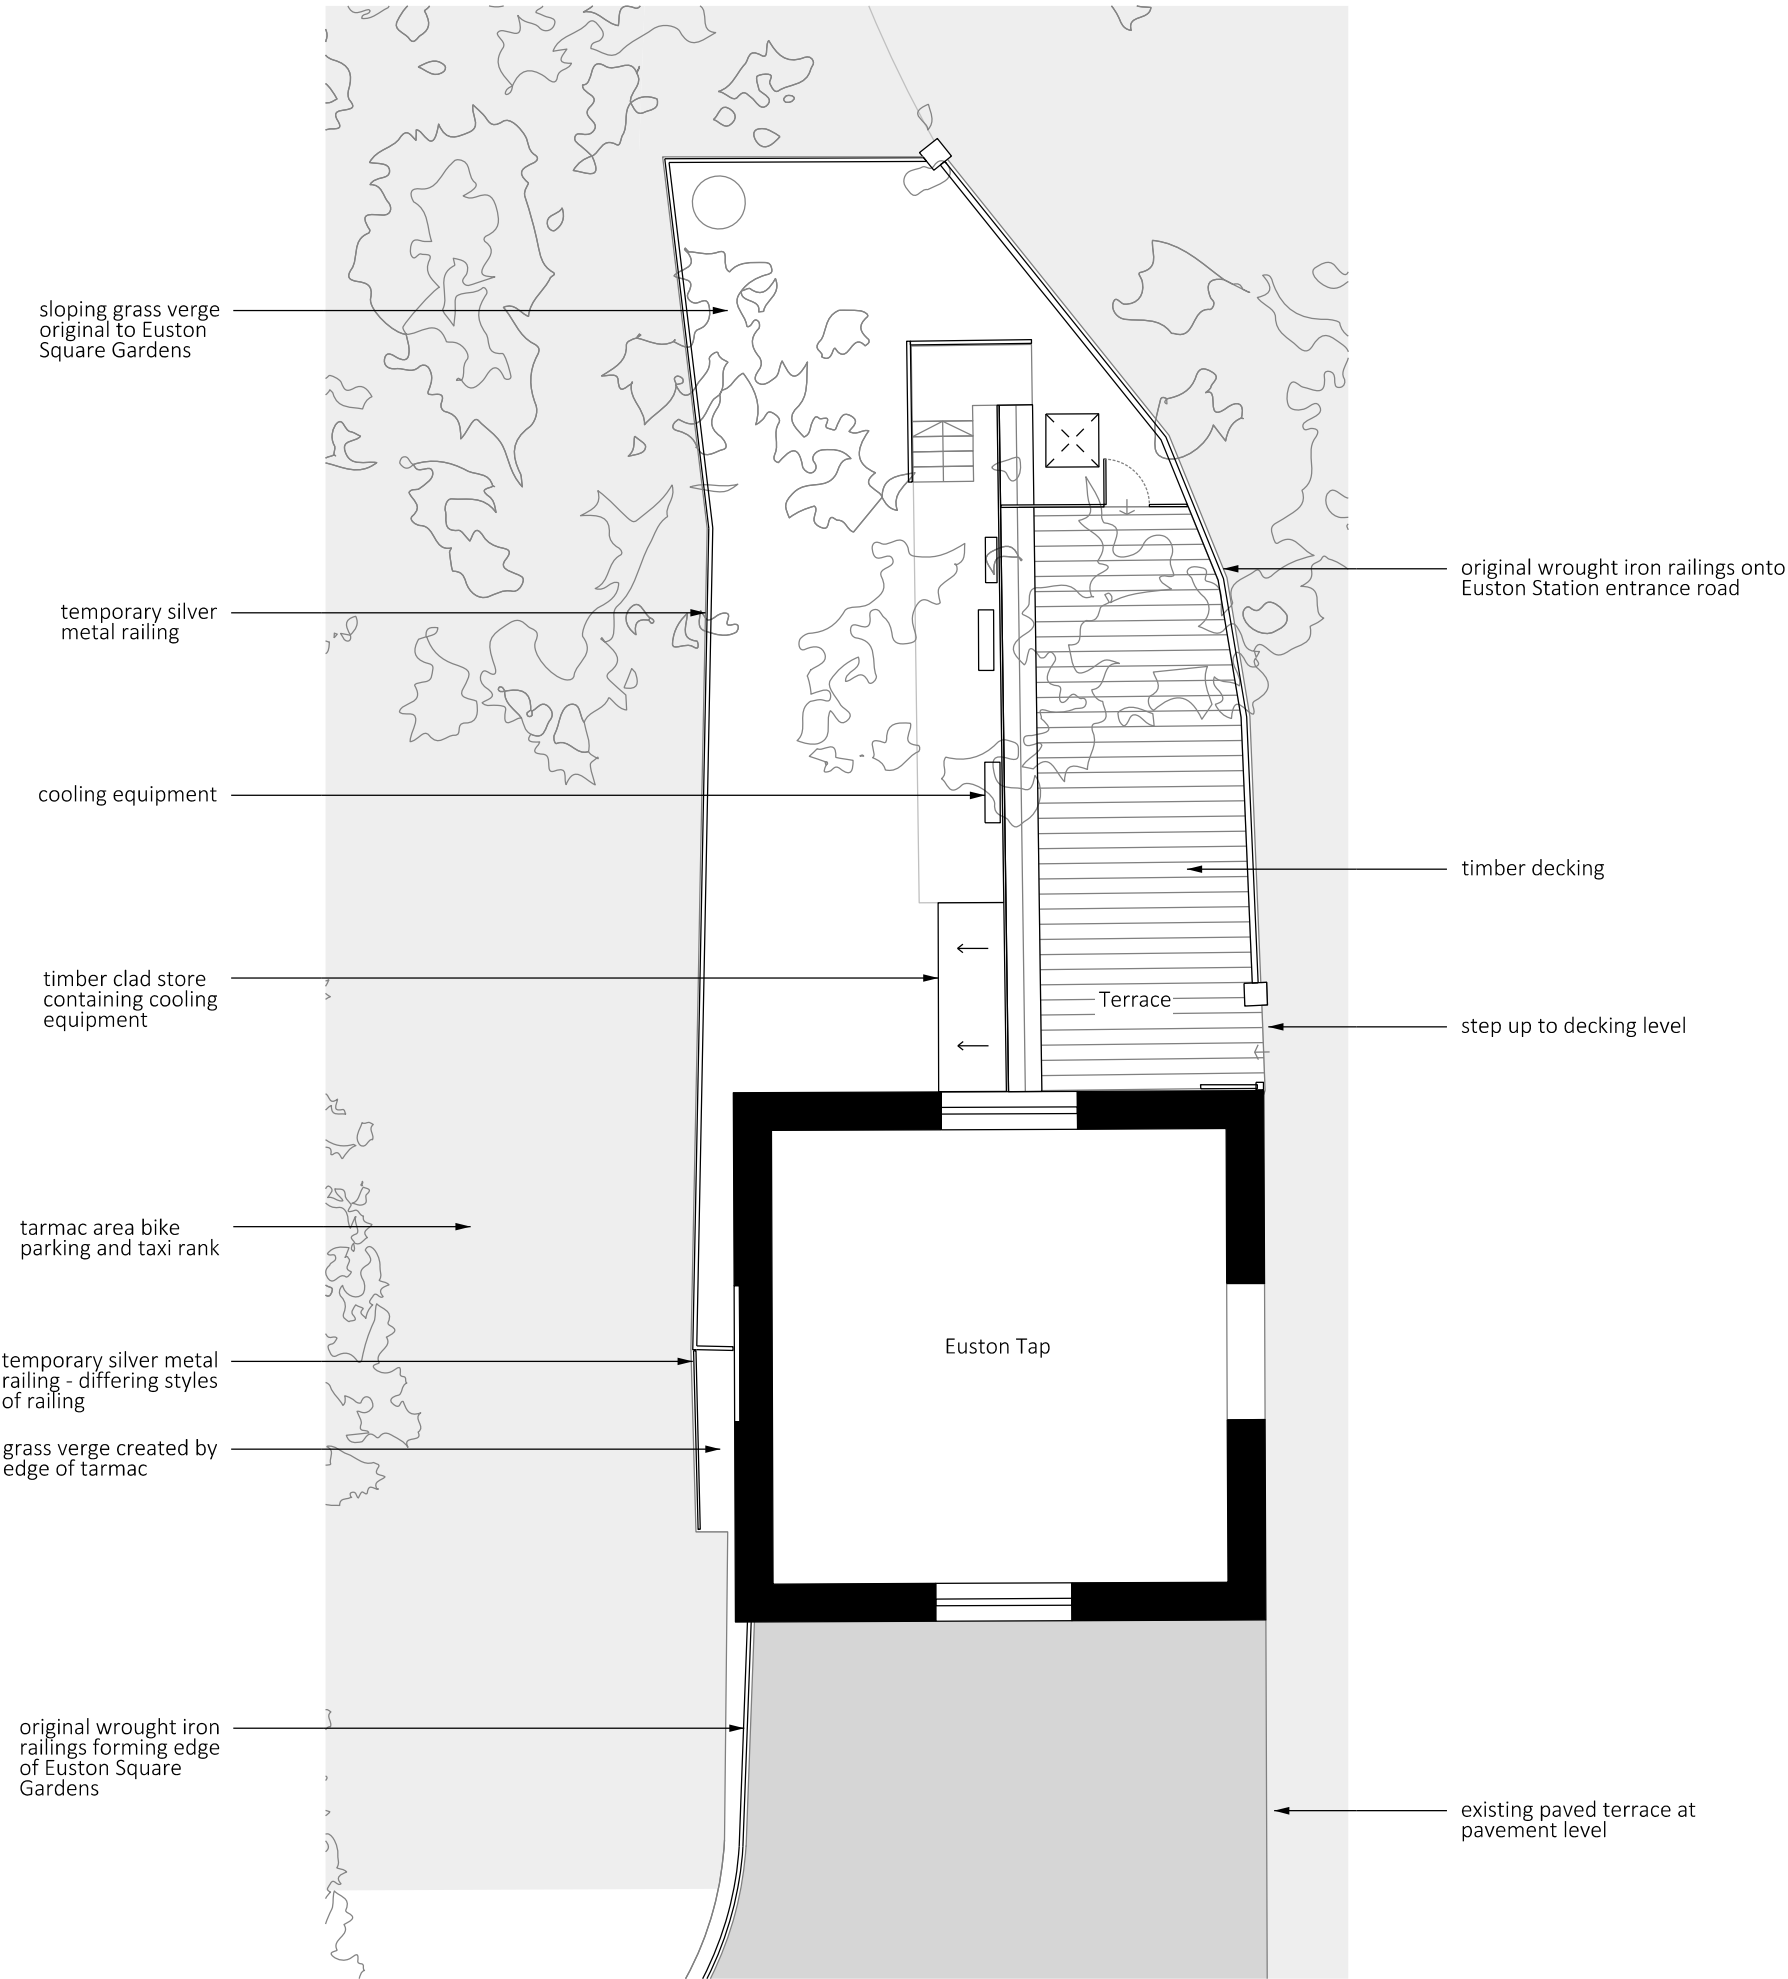 sloping grass verge
original to Euston
Square Gardens
temporary silver
metal railing
cooling equipment
timber clad store
containing cooling
equipment
tarmac area bike
parking and taxi rank
temporary silver metal
railing - differing styles
of railing
grass verge created by
edge of tarmac
original wrought iron
railings forming edge
of Euston Square
Gardens
Terrace
Euston Tap
original wrought iron railings onto
Euston Station entrance road
timber decking
step up to decking level
existing paved terrace at
pavement level